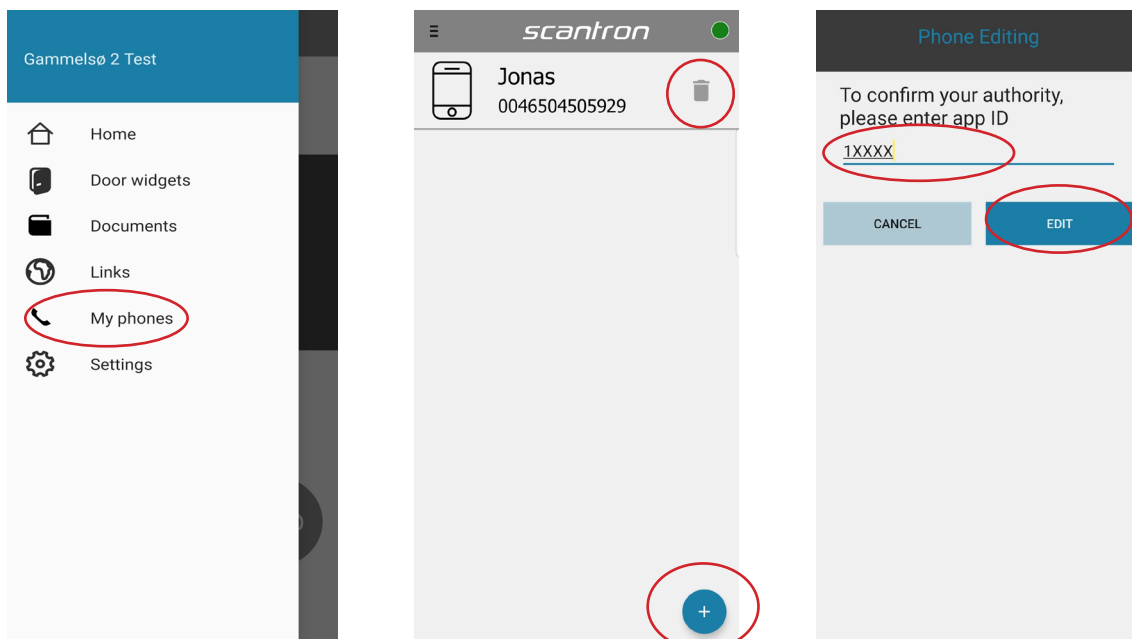 Gammelsø 2 Test
Home
Door widgets
Documents
Links
My phones
Settings
scantron
Jonas
0046504505929
+
Phone Editing
To confirm your authority,
please enter app ID
1XXXX
CANCEL
EDIT